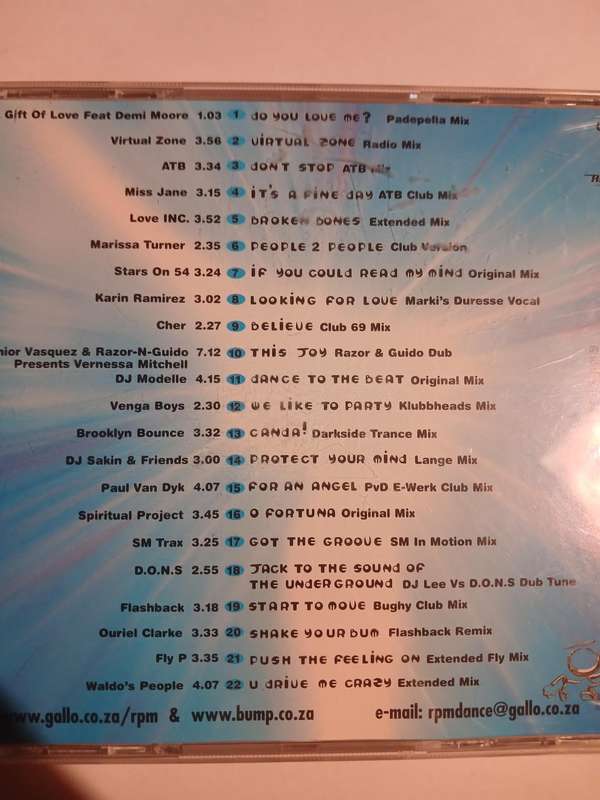 Gift Of Love Feat Demi Moore 1.03 1 DO YOU LOVE ME? Padepella Mix
Virtual Zone 3.56 2 VIRTUAL ZONE Radio Mix
ATB 3.34 3 DONT STOP ATB Mix
Miss Jane 3.15 4 IT'S A FINE DAY ATB Club Mix
Love INC. 3.52 5 BROKEN BONES Extended Mix
Marissa Turner 2.35 6 PEOPLE 2 PEOPLE Club Version
Stars On 54 3.24 7 IF YOU COULD READ MY MIND Original Mix
Karin Ramirez 3.02 8 LOOKING FOR LOVE Marki's Duresse Vocal
Cher 2.27 9 BELIEVE Club 69 Mix
Vasquez & Razor-N-Guido 7.12 10 THIS JOY Razor & Guido Dub
Presents Vernessa Mitchell
DJ Modelle 4.15 11 DANCE TO THE BEAT Original Mix
Venga Boys 2.30 12 WE LIKE TO PARTY Klubbheads Mix
Brooklyn Bounce 3.32 13 CANDA! Darkside Trance Mix
DJ Sakin & Friends 3.00 14 PROTECT YOUR MIND Lange Mix
Paul Van Dyk 4.07 15 FOR AN ANGEL PvD E-Werk Club Mix
Spiritual Project 3.45 16 O FORTUNA Original Mix
SM Trax 3.25 17 GOT THE GROOVE SM In Motion Mix
D.O.N.S 2.55 18 JACK TO THE SOUND OF
THE UNDERGROUND DJ Lee Vs D.O.N.S Dub Tune
Flashback 3.18 19 START TO MOVE Bughy Club Mix
Ouriel Clarke 3.33 20 SHAKE YOUR BUM Flashback Remix
Fly P 3.35 21 PUSH THE FEELING ON Extended Fly Mix
Waldo's People 4.07 22 U DRIVE ME CRAZY Extended Mix
www.gallo.co.za/rpm & www.bump.co.za e-mail: rpmdance@gallo.co.za